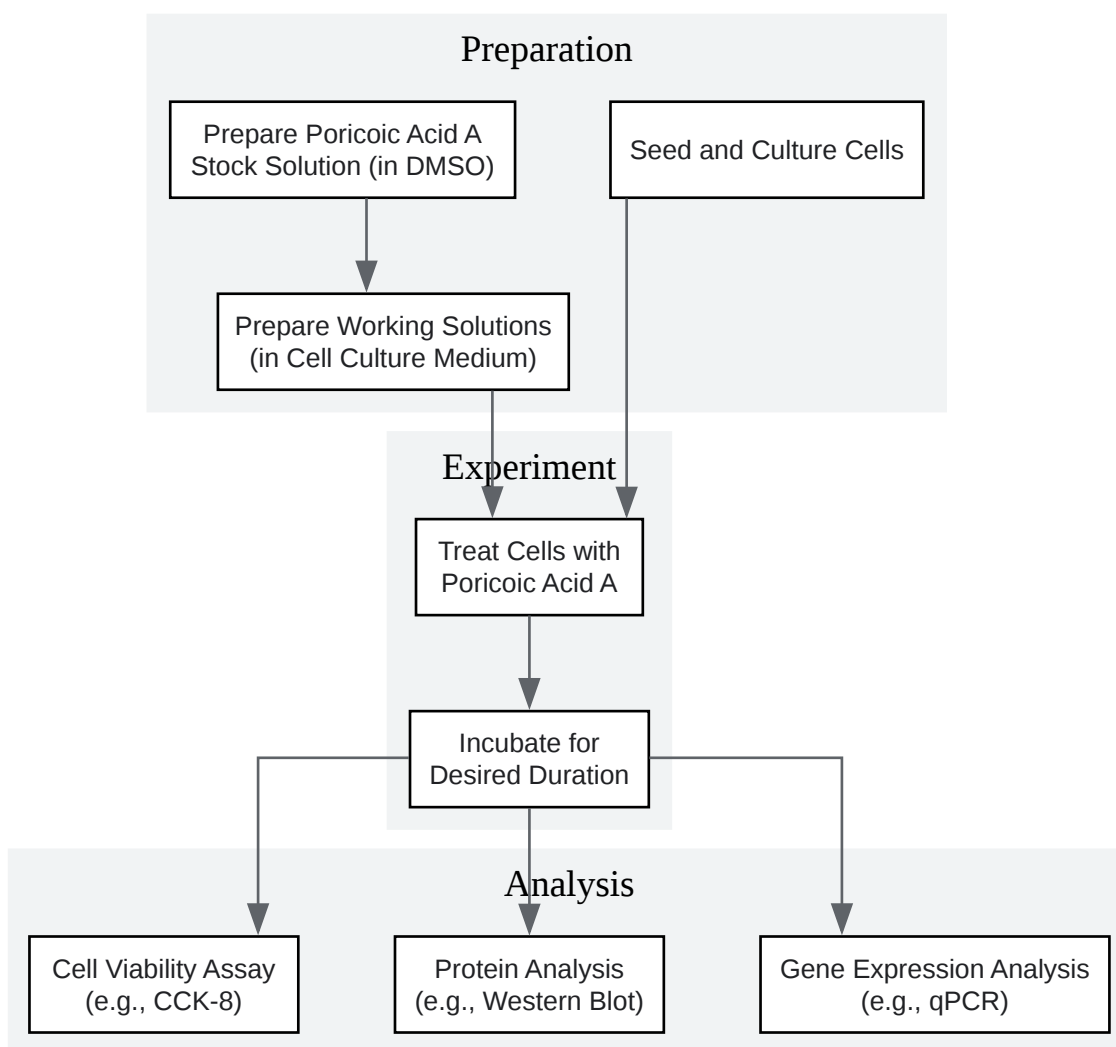 Preparation
Prepare Poricoic Acid A
Stock Solution (in DMSO)
Seed and Culture Cells
Prepare Working Solutions
(in Cell Culture Medium)
Experiment
Treat Cells with
Poricoic Acid A
Incubate for
Desired Duration
Analysis
Cell Viability Assay
(e.g., CCK-8)
Protein Analysis
(e.g., Western Blot)
Gene Expression Analysis
(e.g., qPCR)